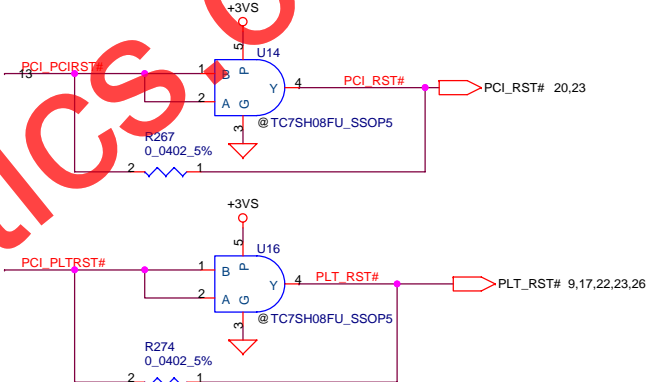 +3VS
5
U14
PCI_PCIRST#
13
1
B
P
2
A
G
Y
4
PCI_RST#
PCI_RST# 20,23
3
@TC7SH08FU_SSOP5
R267
0_0402_5%
2
1
+3VS
5
U16
PCI_PLTRST#
1
B
P
2
A
G
Y
4
PLT_RST#
PLT_RST# 9,17,22,23,26
3
@TC7SH08FU_SSOP5
R274
0_0402_5%
2
1
tics.